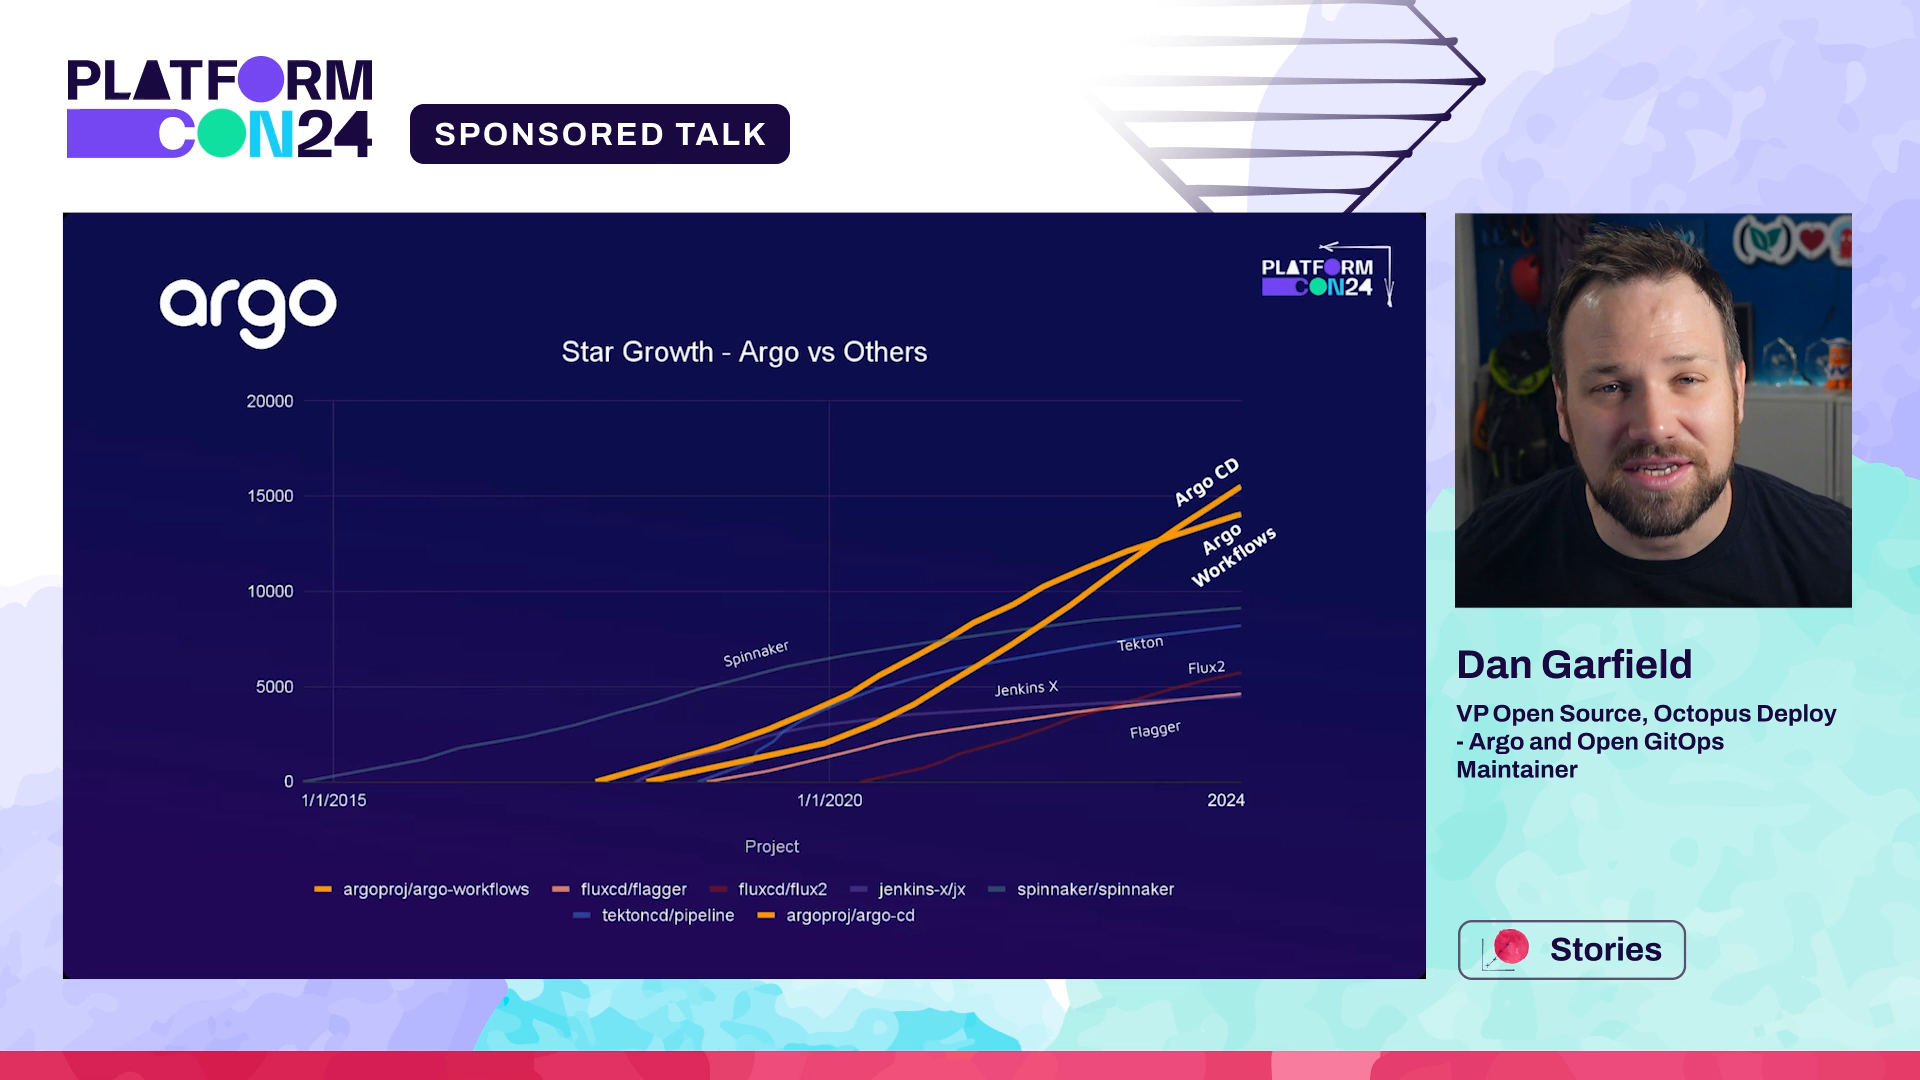 PLATFORM
CON24
SPONSORED TALK
argo
PLATFORM
CON24
Star Growth - Argo vs Others
20000
15000
10000
5000
0
Argo CD
Argo
Workflows
Spinnaker
Tekton
Flux2
Jenkins X
Flagger
1/1/2015
1/1/2020
2024
Project
argoproj/argo-workflows
fluxcd/flagger
fluxcd/flux2
jenkins-x/jx
spinnaker/spinnaker
tektoncd/pipeline
argoproj/argo-cd
Dan Garfield
VP Open Source, Octopus Deploy
- Argo and Open GitOps
Maintainer
Stories